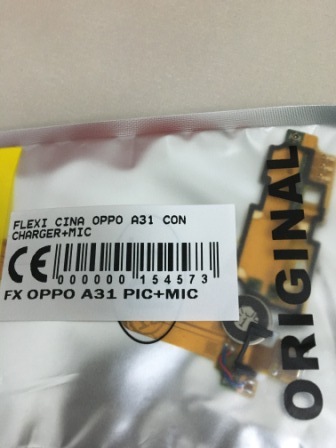 FLEXI CINA OPPO A31 CON
CHARGER+MIC
CE
000000 154573
FX OPPO A31 PIC+MIC
ORIGINAL